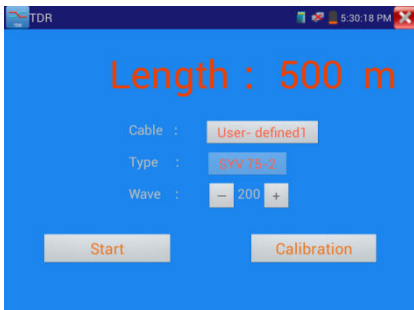 TDR 5:30:18 PM
Length : 500 m
Cable : User- defined1
Type : SYV 75-2
Wave : – 200 +
Start Calibration